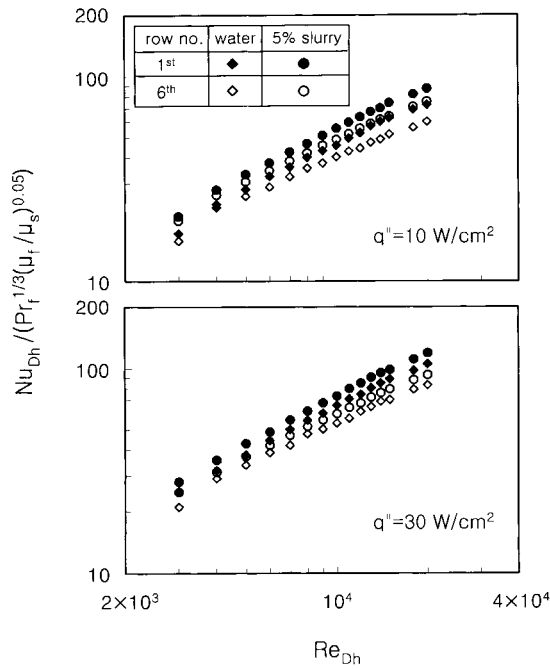 row no. water 5% slurry
1st
6th
200
100
10
q"=10 W/cm²
200
100
10
q"=30 W/cm²
2×10³ 10⁴ 4×10⁴
Re_Dh
Nu_Dh/(Pr_f^1/3(μ_f/μ_s)^0.05)